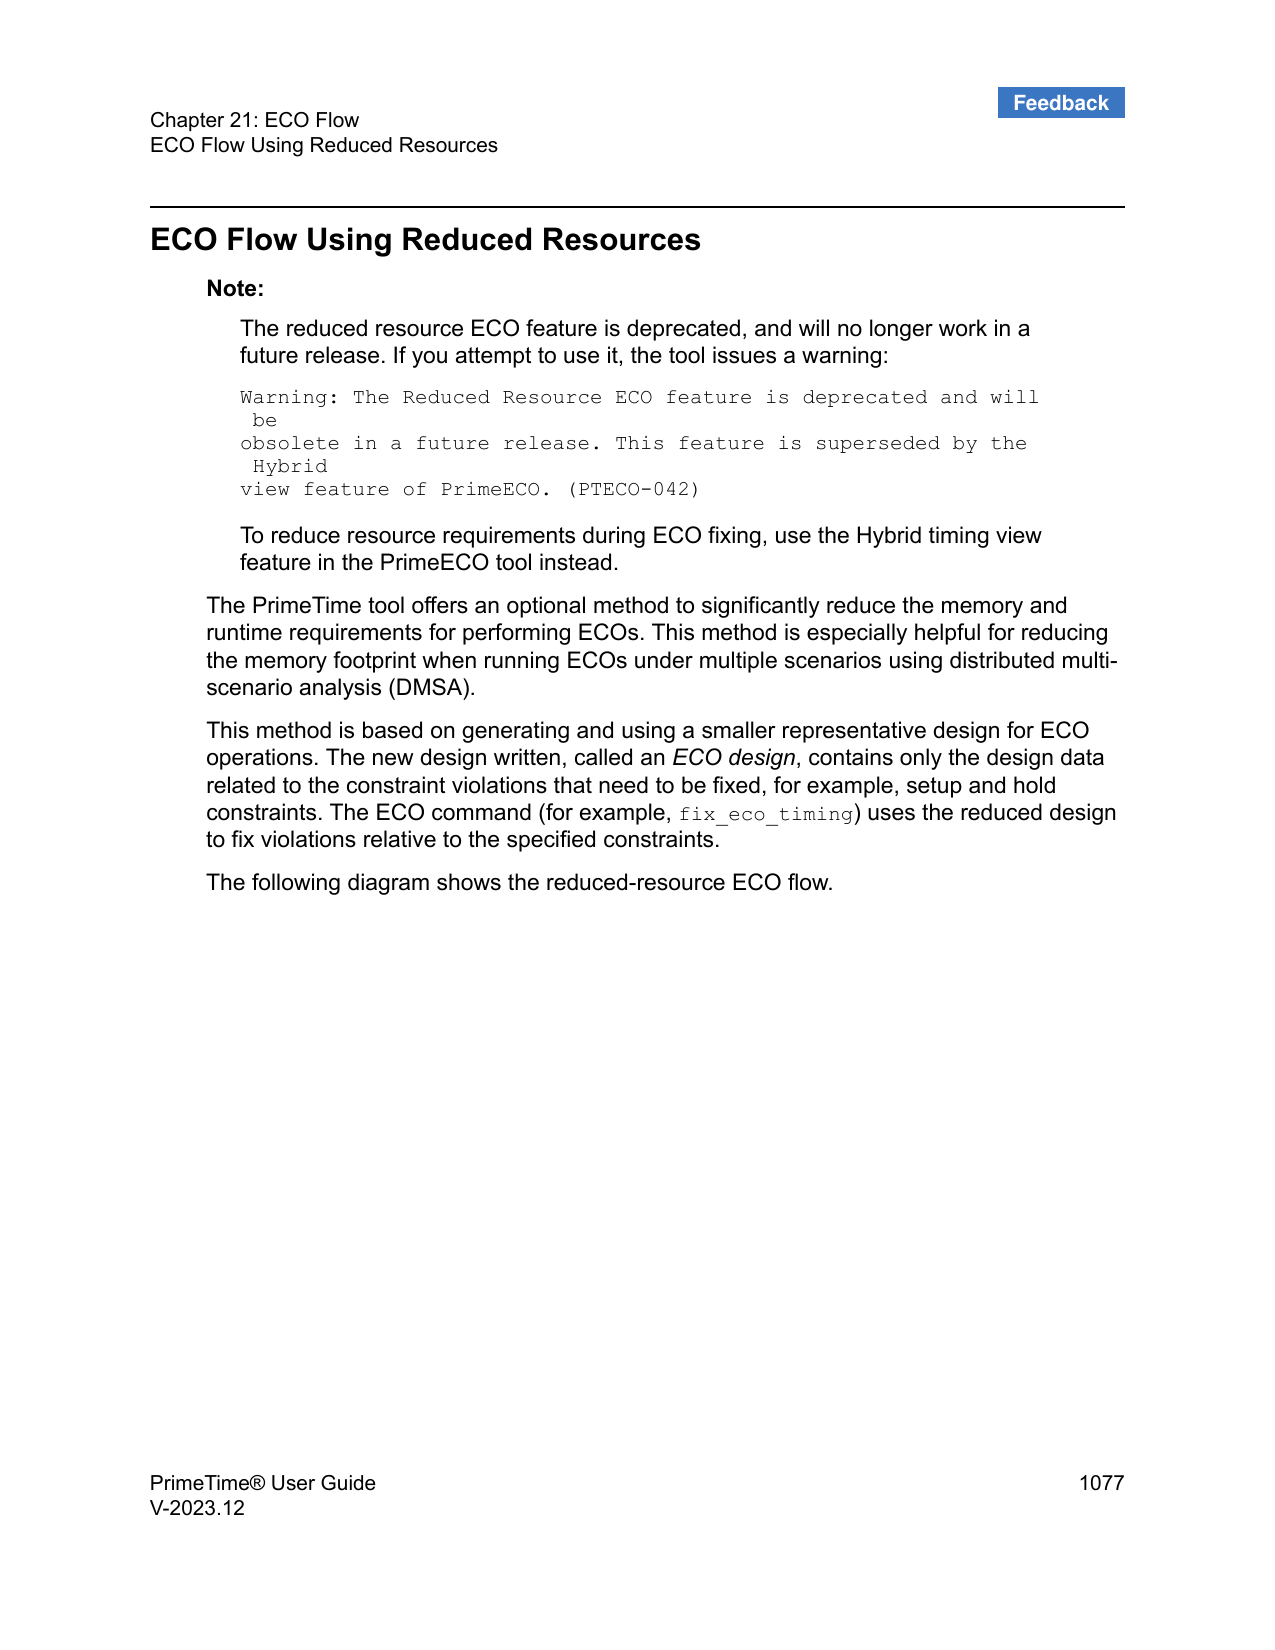 Feedback
Chapter 21: ECO Flow
ECO Flow Using Reduced Resources
ECO Flow Using Reduced Resources
Note:
The reduced resource ECO feature is deprecated, and will no longer work in a
future release. If you attempt to use it, the tool issues a warning:
Warning: The Reduced Resource ECO feature is deprecated and will
be
obsolete in a future release. This feature is superseded by the
Hybrid
view feature of PrimeECO. (PTECO-042)
To reduce resource requirements during ECO fixing, use the Hybrid timing view
feature in the PrimeECO tool instead.
The PrimeTime tool offers an optional method to significantly reduce the memory and
runtime requirements for performing ECOs. This method is especially helpful for reducing
the memory footprint when running ECOs under multiple scenarios using distributed multi-
scenario analysis (DMSA).
This method is based on generating and using a smaller representative design for ECO
operations. The new design written, called an ECO design, contains only the design data
related to the constraint violations that need to be fixed, for example, setup and hold
constraints. The ECO command (for example, fix_eco_timing) uses the reduced design
to fix violations relative to the specified constraints.
The following diagram shows the reduced-resource ECO flow.
PrimeTime® User Guide 1077
V-2023.12